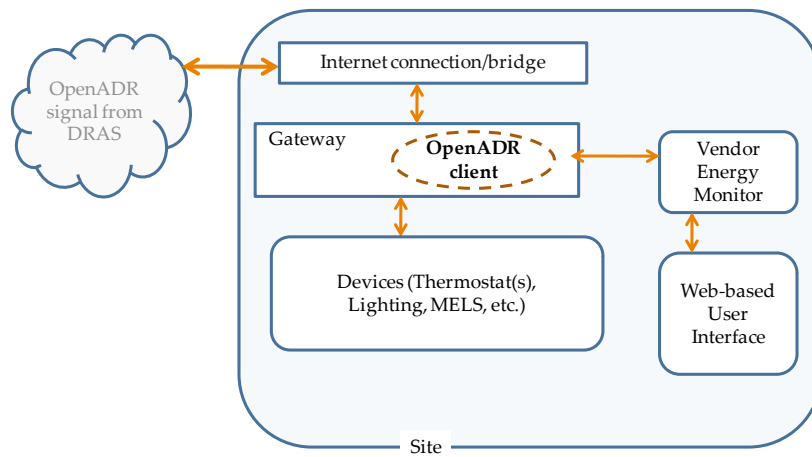 OpenADR
signal from
DRAS
Internet connection/bridge
Gateway
OpenADR
client
Vendor
Energy
Monitor
Devices (Thermostat(s),
Lighting, MELS, etc.)
Web-based
User
Interface
Site